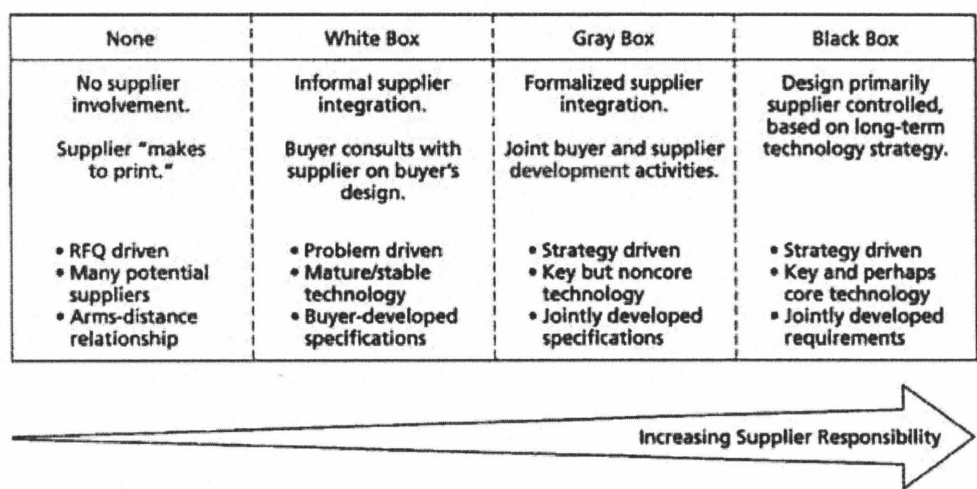 None
White Box
Gray Box
Black Box
No supplier
involvement.
Supplier "makes
to print."
• RFQ driven
• Many potential
suppliers
• Arms-distance
relationship
Informal supplier
integration.
Buyer consults with
supplier on buyer's
design.
• Problem driven
• Mature/stable
technology
• Buyer-developed
specifications
Formalized supplier
integration.
Joint buyer and supplier
development activities.
• Strategy driven
• Key but noncore
technology
• Jointly developed
specifications
Design primarily
supplier controlled,
based on long-term
technology strategy.
• Strategy driven
• Key and perhaps
core technology
• Jointly developed
requirements
Increasing Supplier Responsibility